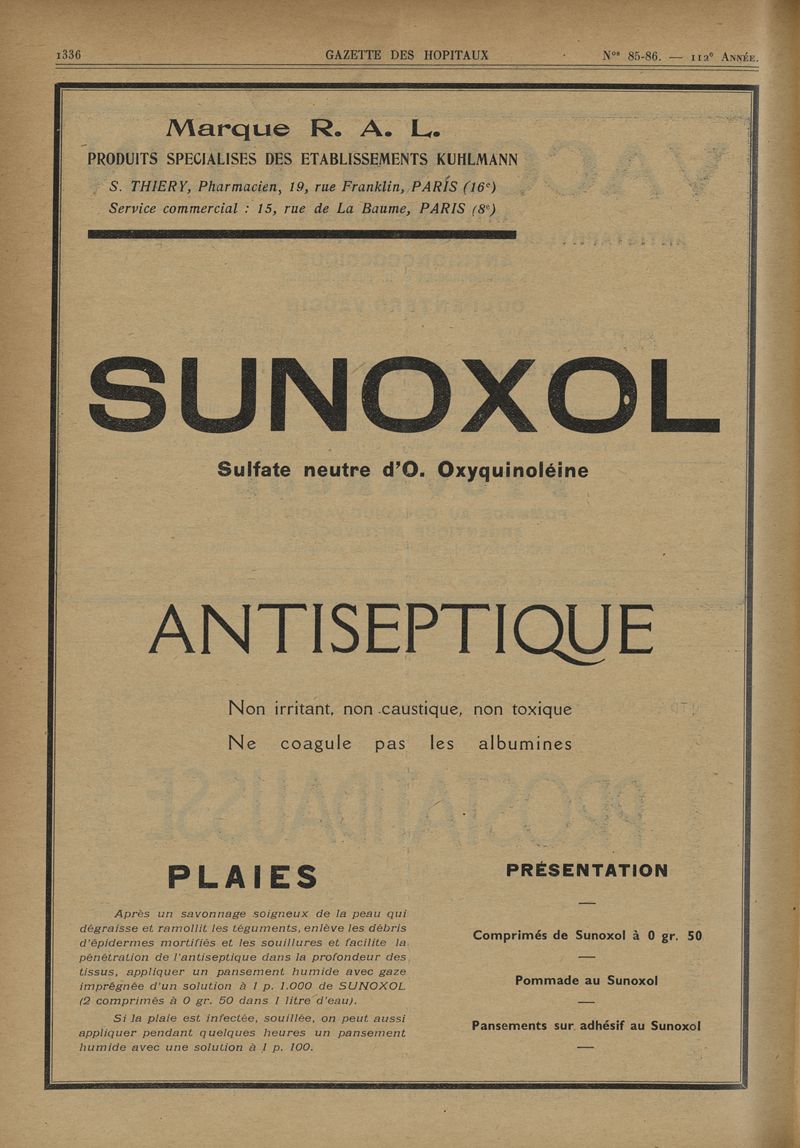 1336
GAZETTE DES HOPITAUX
Nos 85-86. — 112e Année.
Marque R. A. L.
PRODUITS SPECIALISES DES ETABLISSEMENTS KUHLMANN
S. THIERY, Pharmacien, 19, rue Franklin, PARIS (16e)
Service commercial : 15, rue de La Baume, PARIS (8e)
SUNOXOL
Sulfate neutre d'O. Oxyquinoléine
ANTISEPTIQUE
Non irritant, non caustique, non toxique
Ne coagule pas les albumines
PLAIES
Après un savonnage soigneux de la peau qui
dégraisse et ramollit les téguments, enlève les débris
d'épidermes mortifiés et les souillures et facilite la
pénétration de l'antiseptique dans la profondeur des
tissus, appliquer un pansement humide avec gaze
imprégnée d'un solution à 1 p. 1.000 de SUNOXOL
(2 comprimés à 0 gr. 50 dans 1 litre d'eau).
Si la plaie est infectée, souillée, on peut aussi
appliquer pendant quelques heures un pansement
humide avec une solution à 1 p. 100.
PRÉSENTATION
Comprimés de Sunoxol à 0 gr. 50
Pommade au Sunoxol
Pansements sur adhésif au Sunoxol